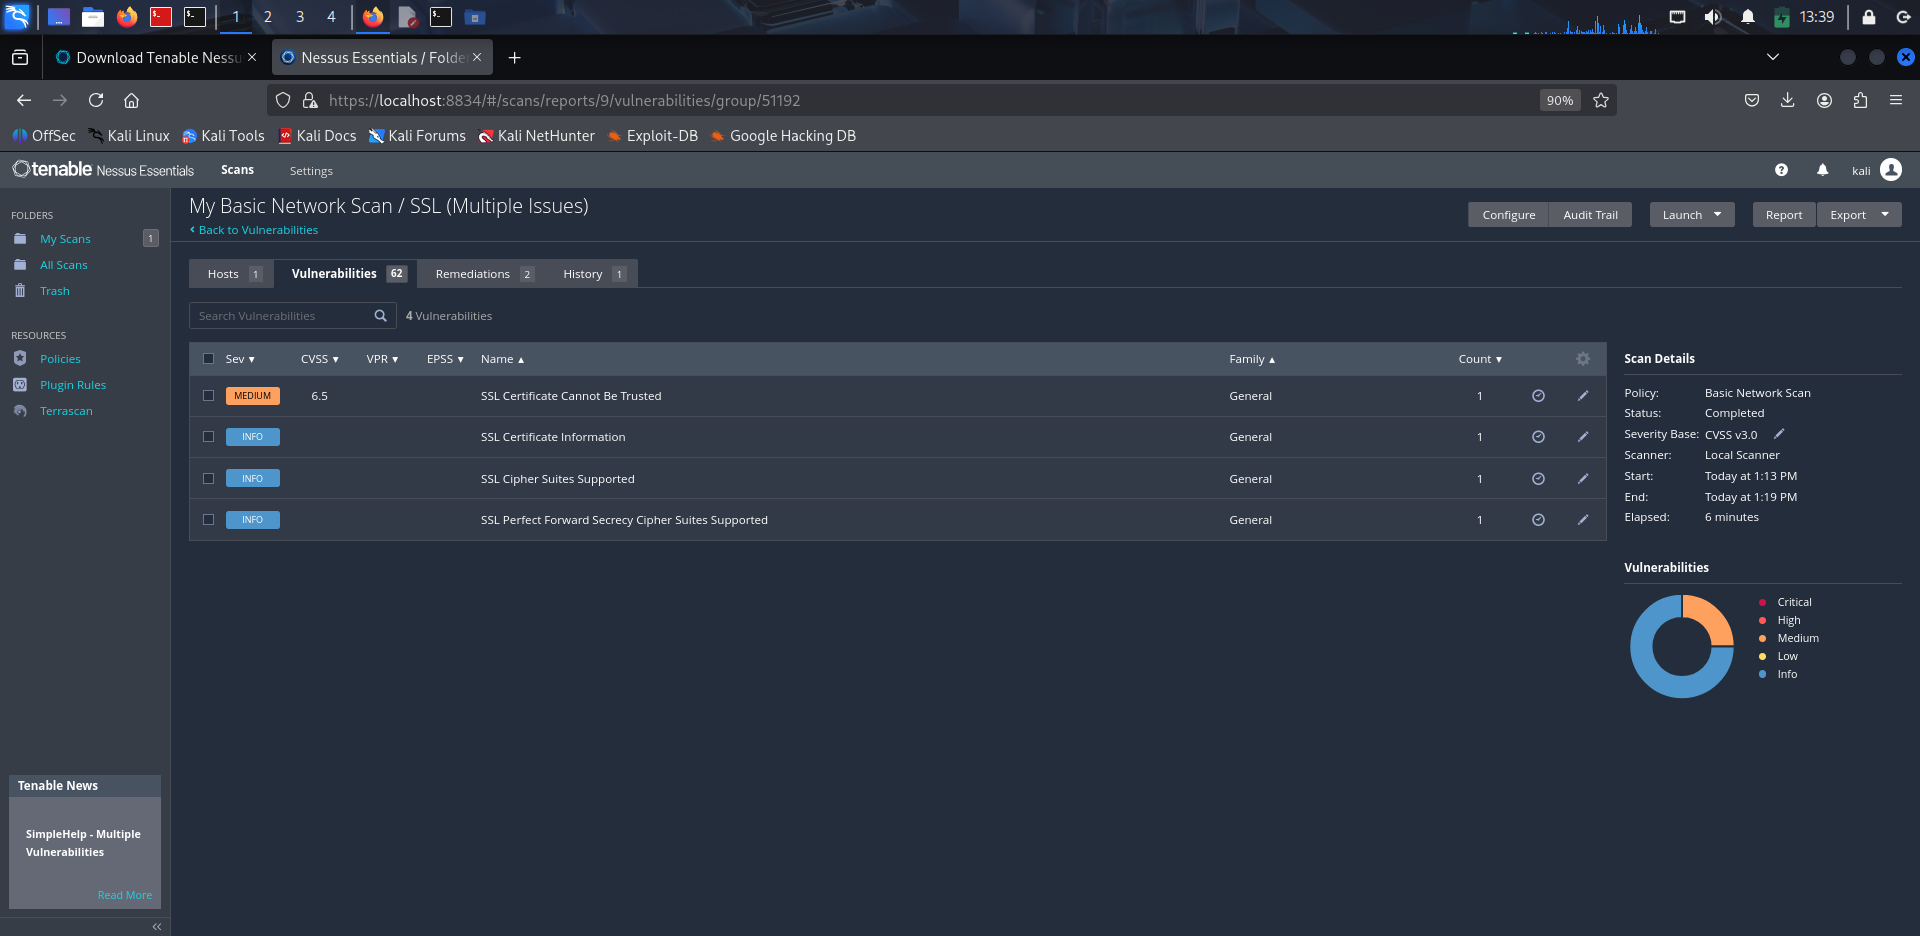 1 2 3 4 13:39
Download Tenable Nessu Nessus Essentials / Folde
https://localhost:8834/#/scans/reports/9/vulnerabilities/group/51192 90%
OffSec Kali Linux Kali Tools Kali Docs Kali Forums Kali NetHunter Exploit-DB Google Hacking DB
tenable Nessus Essentials Scans Settings kali
FOLDERS
My Scans 1
All Scans
Trash
RESOURCES
Policies
Plugin Rules
Terrascan
Tenable News
SimpleHelp - Multiple
Vulnerabilities
Read More
My Basic Network Scan / SSL (Multiple Issues)
Back to Vulnerabilities
Configure Audit Trail Launch Report Export
Hosts 1 Vulnerabilities 62 Remediations 2 History 1
Search Vulnerabilities 4 Vulnerabilities
Sev CVSS VPR EPSS Name Family Count
MEDIUM 6.5 SSL Certificate Cannot Be Trusted General 1
INFO SSL Certificate Information General 1
INFO SSL Cipher Suites Supported General 1
INFO SSL Perfect Forward Secrecy Cipher Suites Supported General 1
Scan Details
Policy: Basic Network Scan
Status: Completed
Severity Base: CVSS v3.0
Scanner: Local Scanner
Start: Today at 1:13 PM
End: Today at 1:19 PM
Elapsed: 6 minutes
Vulnerabilities
Critical
High
Medium
Low
Info